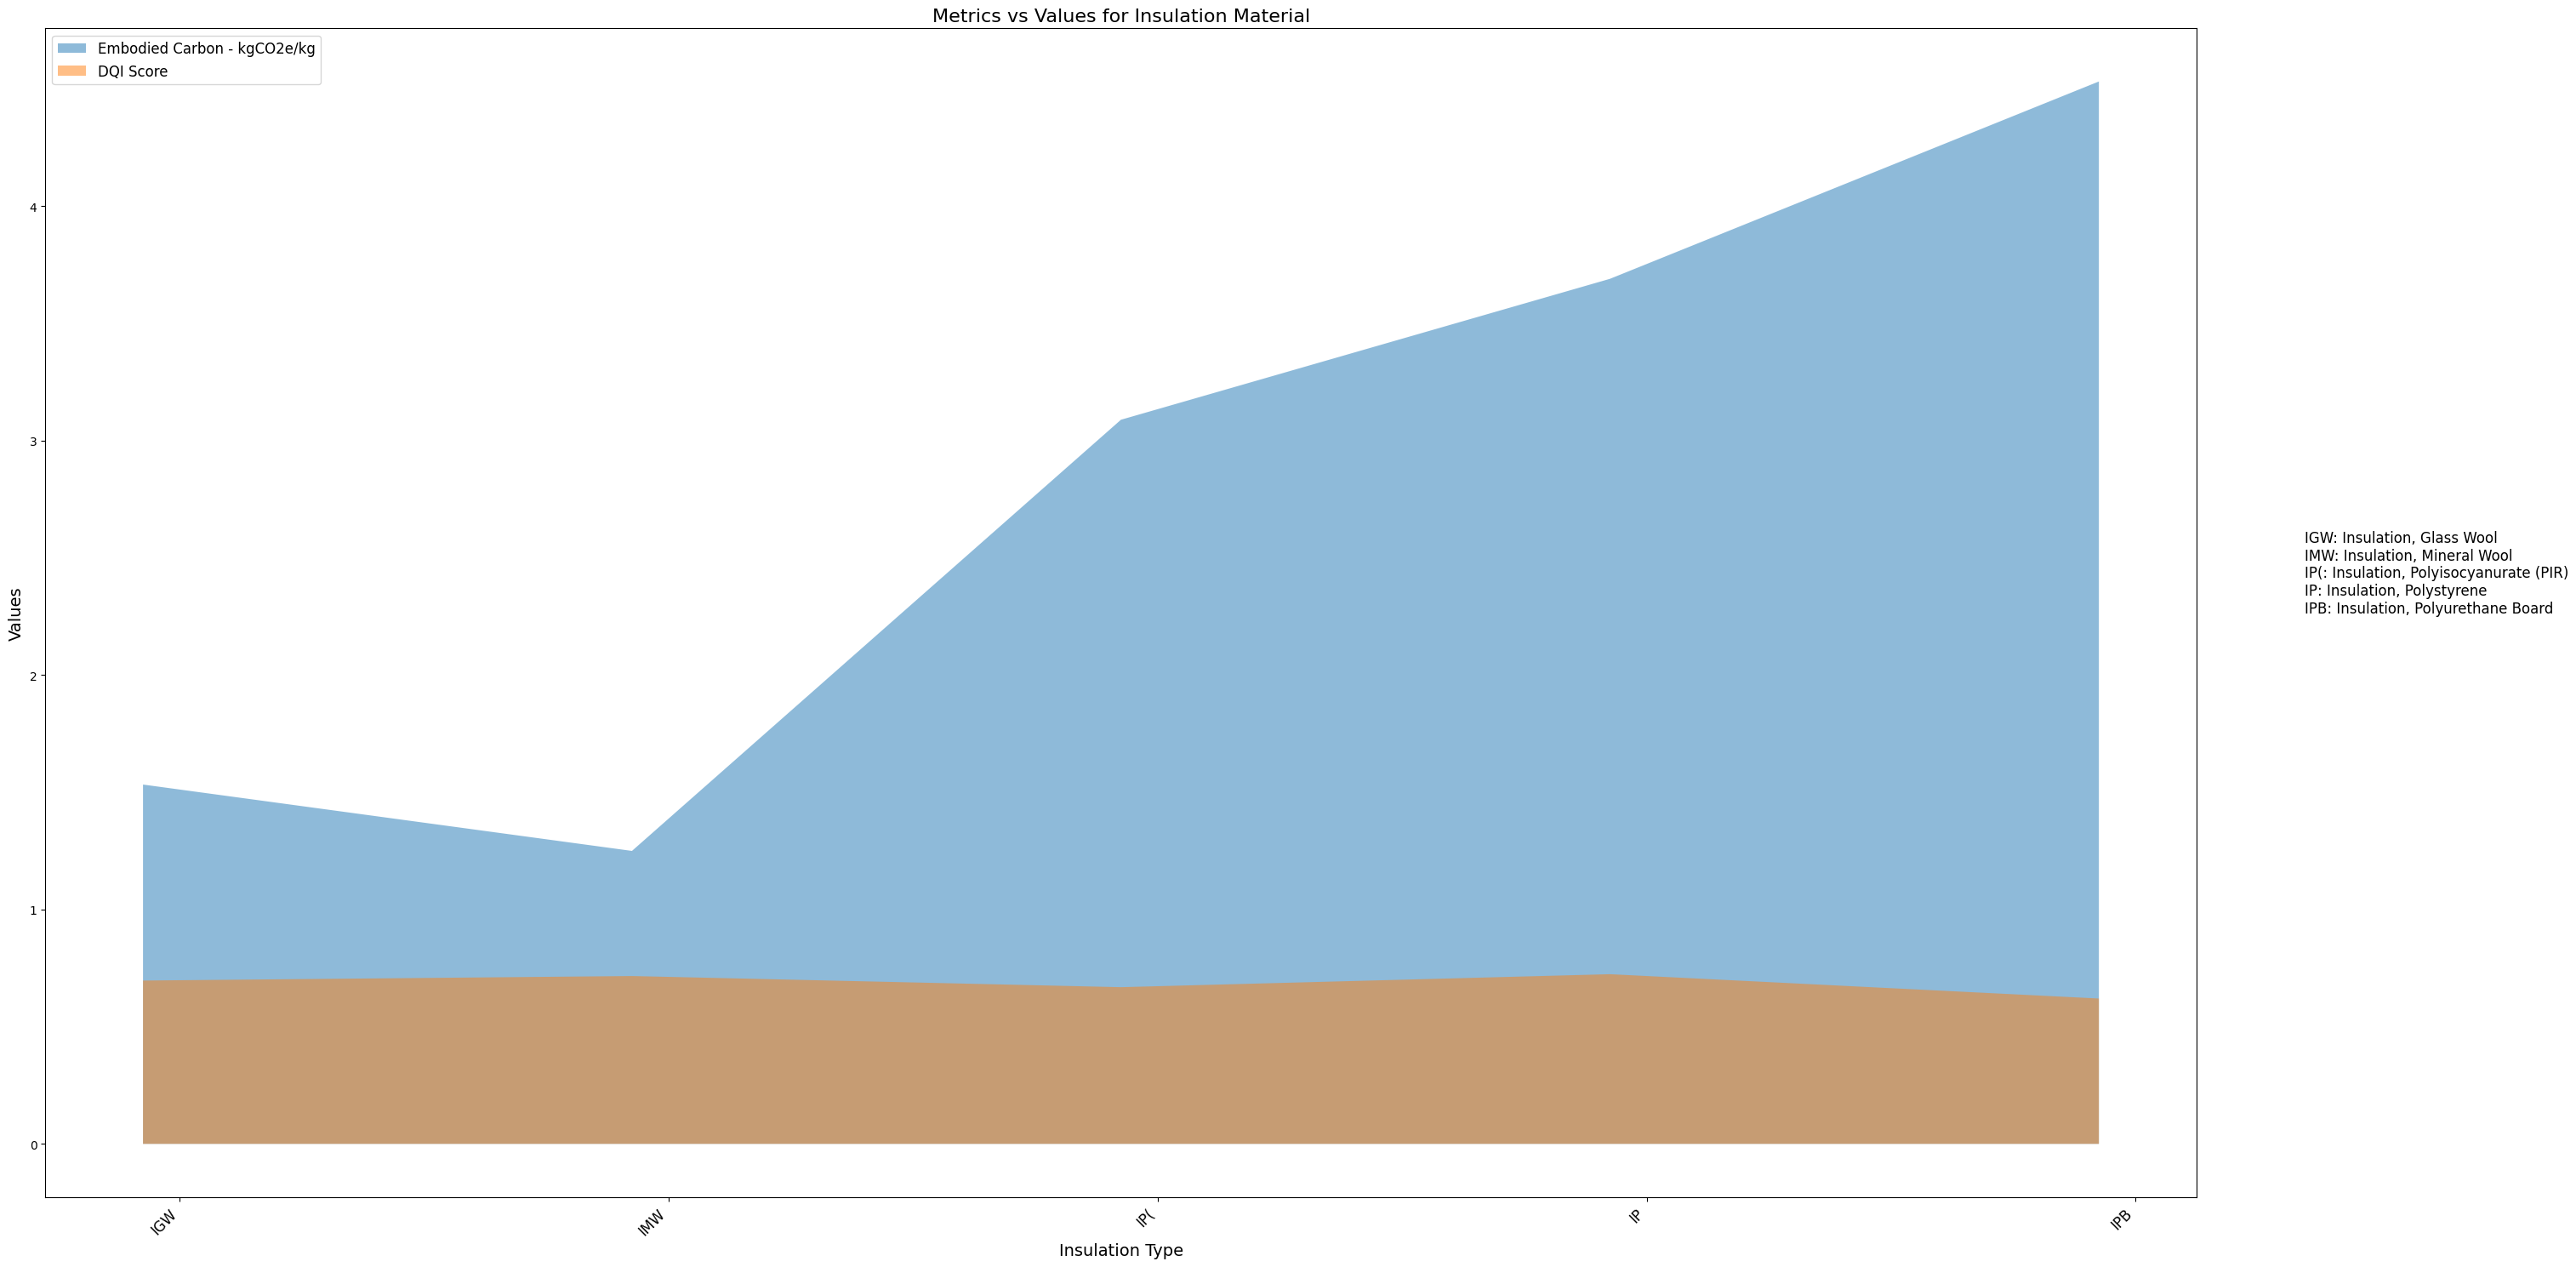 Metrics vs Values for Insulation Material
Embodied Carbon - kgCO2e/kg
DQI Score
Values
4
3
2
1
0
IGW
IMW
IP(
IP
IPB
Insulation Type
IGW: Insulation, Glass Wool
IMW: Insulation, Mineral Wool
IP(: Insulation, Polyisocyanurate (PIR)
IP: Insulation, Polystyrene
IPB: Insulation, Polyurethane Board